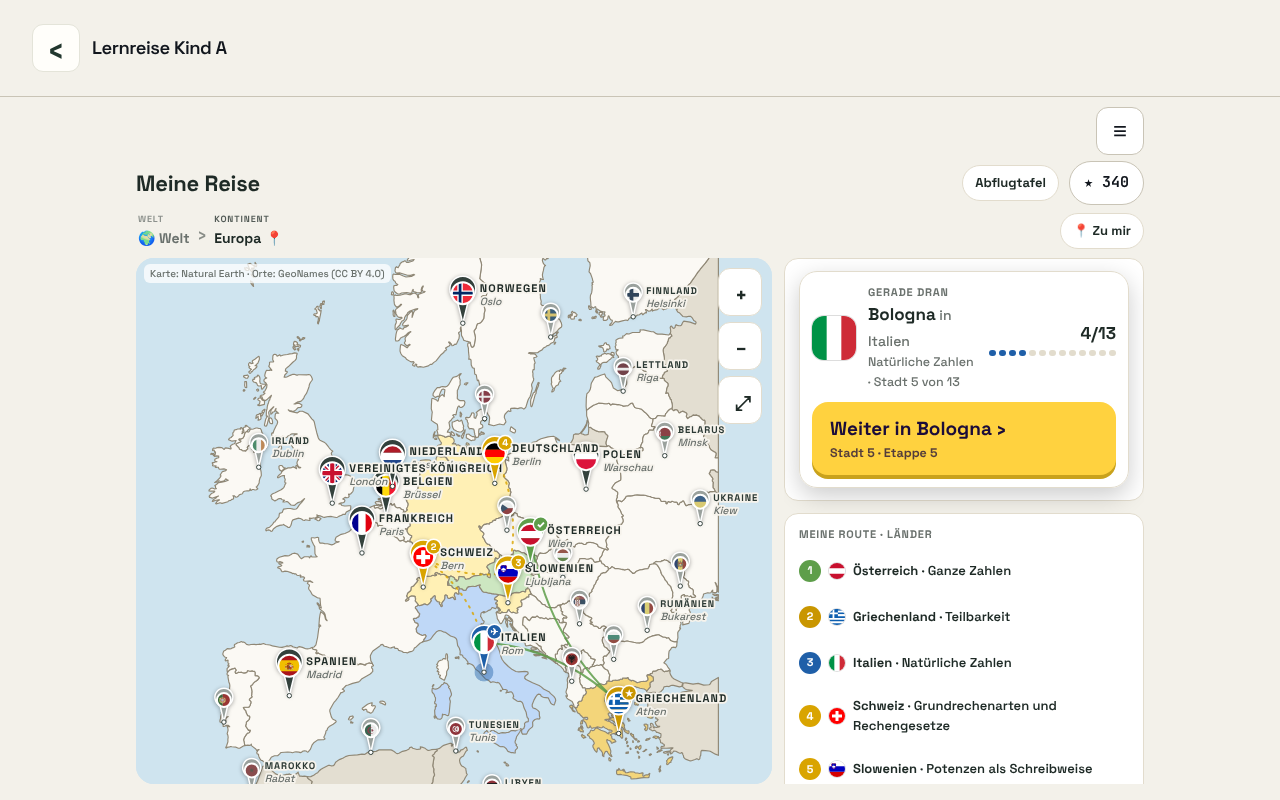 <
Lernreise Kind A
☰
Meine Reise
Abflugtafel
★ 340
WELT
KONTINENT
🌍 Welt > Europa 📍
📍 Zu mir
Karte: Natural Earth · Orte: GeoNames (CC BY 4.0)
+
−
NORWEGEN
Oslo
FINNLAND
Helsinki
LETTLAND
Riga
BELARUS
Minsk
IRLAND
Dublin
NIEDERLAND
4
DEUTSCHLAND
Berlin
POLEN
Warschau
VEREINIGTES KÖNIGREICH
London
BELGIEN
Brüssel
UKRAINE
Kiew
FRANKREICH
Paris
ÖSTERREICH
Wien
2
SCHWEIZ
Bern
3
SLOWENIEN
Ljubljana
RUMÄNIEN
Bukarest
ITALIEN
Rom
SPANIEN
Madrid
GRIECHENLAND
Athen
TUNESIEN
Tunis
MAROKKO
Rabat
LIBYEN
GERADE DRAN
Bologna in
Italien
Natürliche Zahlen
· Stadt 5 von 13
4/13
Weiter in Bologna >
Stadt 5 · Etappe 5
MEINE ROUTE · LÄNDER
1 Österreich · Ganze Zahlen
2 Griechenland · Teilbarkeit
3 Italien · Natürliche Zahlen
4 Schweiz · Grundrechenarten und
Rechengesetze
5 Slowenien · Potenzen als Schreibweise